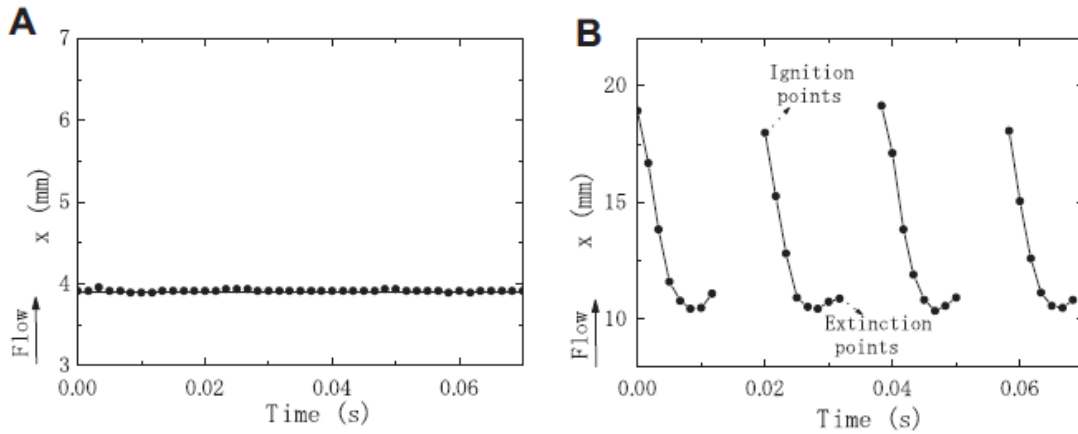 A
7
6
5
4
3
x (mm)
Flow
0.00
0.02
0.04
0.06
Time (s)
B
20
15
10
x (mm)
Flow
Ignition
points
Extinction
points
0.00
0.02
0.04
0.06
Time (s)